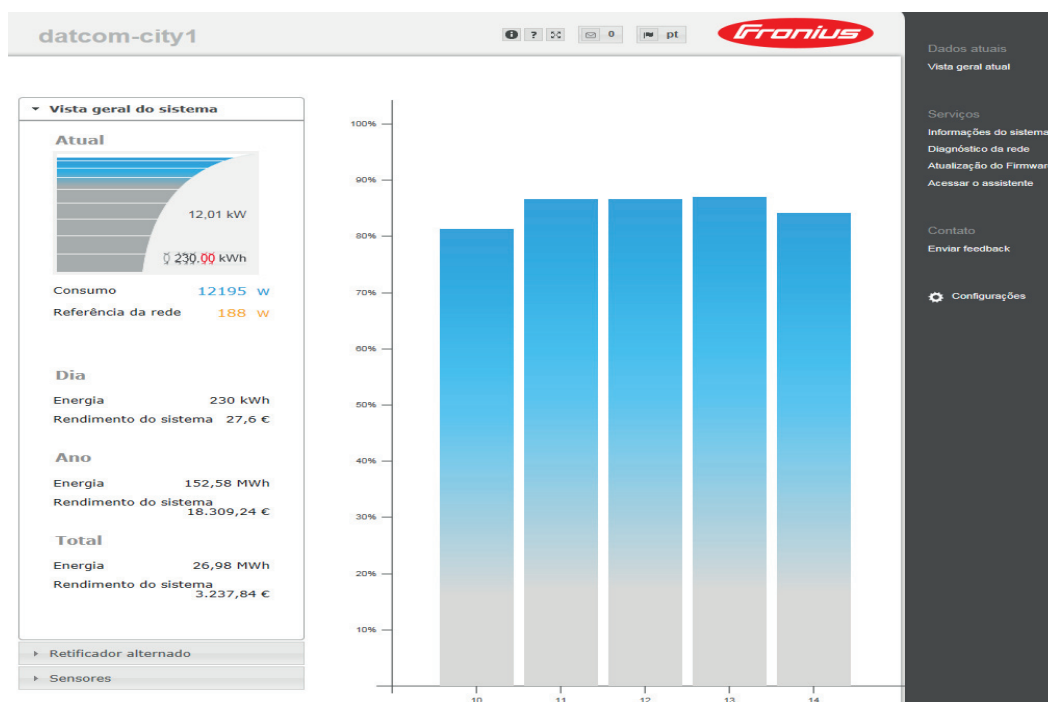 datcom-city1
i ? 0 pt
Fronius
Dados atuais
Vista geral atual
Serviços
Informações do sistema
Diagnóstico da rede
Atualização do Firmwar
Acessar o assistente
Contato
Enviar feedback
Configurações
Vista geral do sistema
Atual
12,01 kW
230.00 kWh
Consumo 12195 W
Referência da rede 188 W
Dia
Energia 230 kWh
Rendimento do sistema 27,6 €
Ano
Energia 152,58 MWh
Rendimento do sistema
18.309,24 €
Total
Energia 26,98 MWh
Rendimento do sistema
3.237,84 €
Retificador alternado
Sensores
100%
90%
80%
70%
60%
50%
40%
30%
20%
10%
10 11 12 13 14